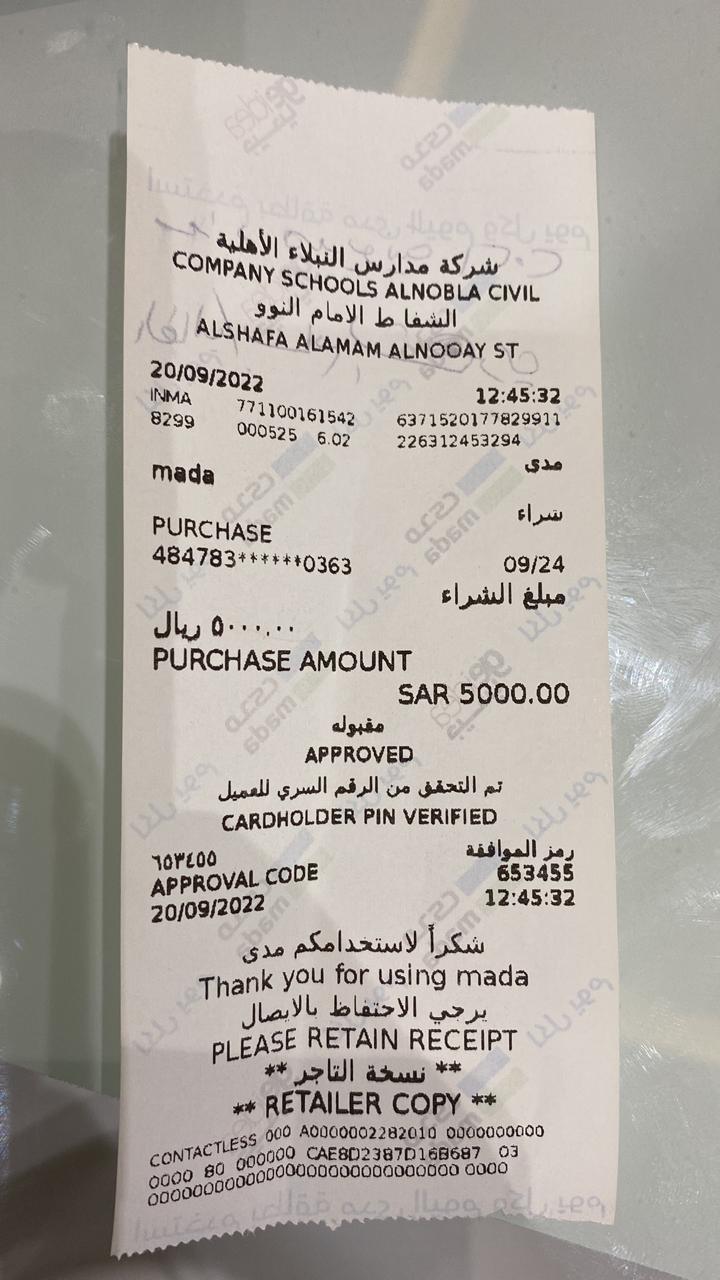 شركة مدارس النبلاء الأهلية
COMPANY SCHOOLS ALNOBLA CIVIL
الشفا ط الامام النوو
ALSHAFA ALAMAM ALNOOAY ST
20/09/2022 12:45:32
INMA 771100161542 6371520177829911
8299 000525 6.02 226312453294
mada مدى
شراء
PURCHASE
484783******0363 09/24
مبلغ الشراء
٥٠٠٠,٠٠ ريال
PURCHASE AMOUNT
SAR 5000.00
مقبوله
APPROVED
تم التحقق من الرقم السري للعميل
CARDHOLDER PIN VERIFIED
٦٥٣٤٥٥ رمز الموافقة
APPROVAL CODE 653455
20/09/2022 12:45:32
شكراً لاستخدامكم مدى
Thank you for using mada
يرجي الاحتفاظ بالايصال
PLEASE RETAIN RECEIPT
** نسخة التاجر **
** RETAILER COPY **
CONTACTLESS 000 A0000002282010 0000000000
0000 80 000000 CAE8D2387D16B687 03
0000000000000000000000000000 0000